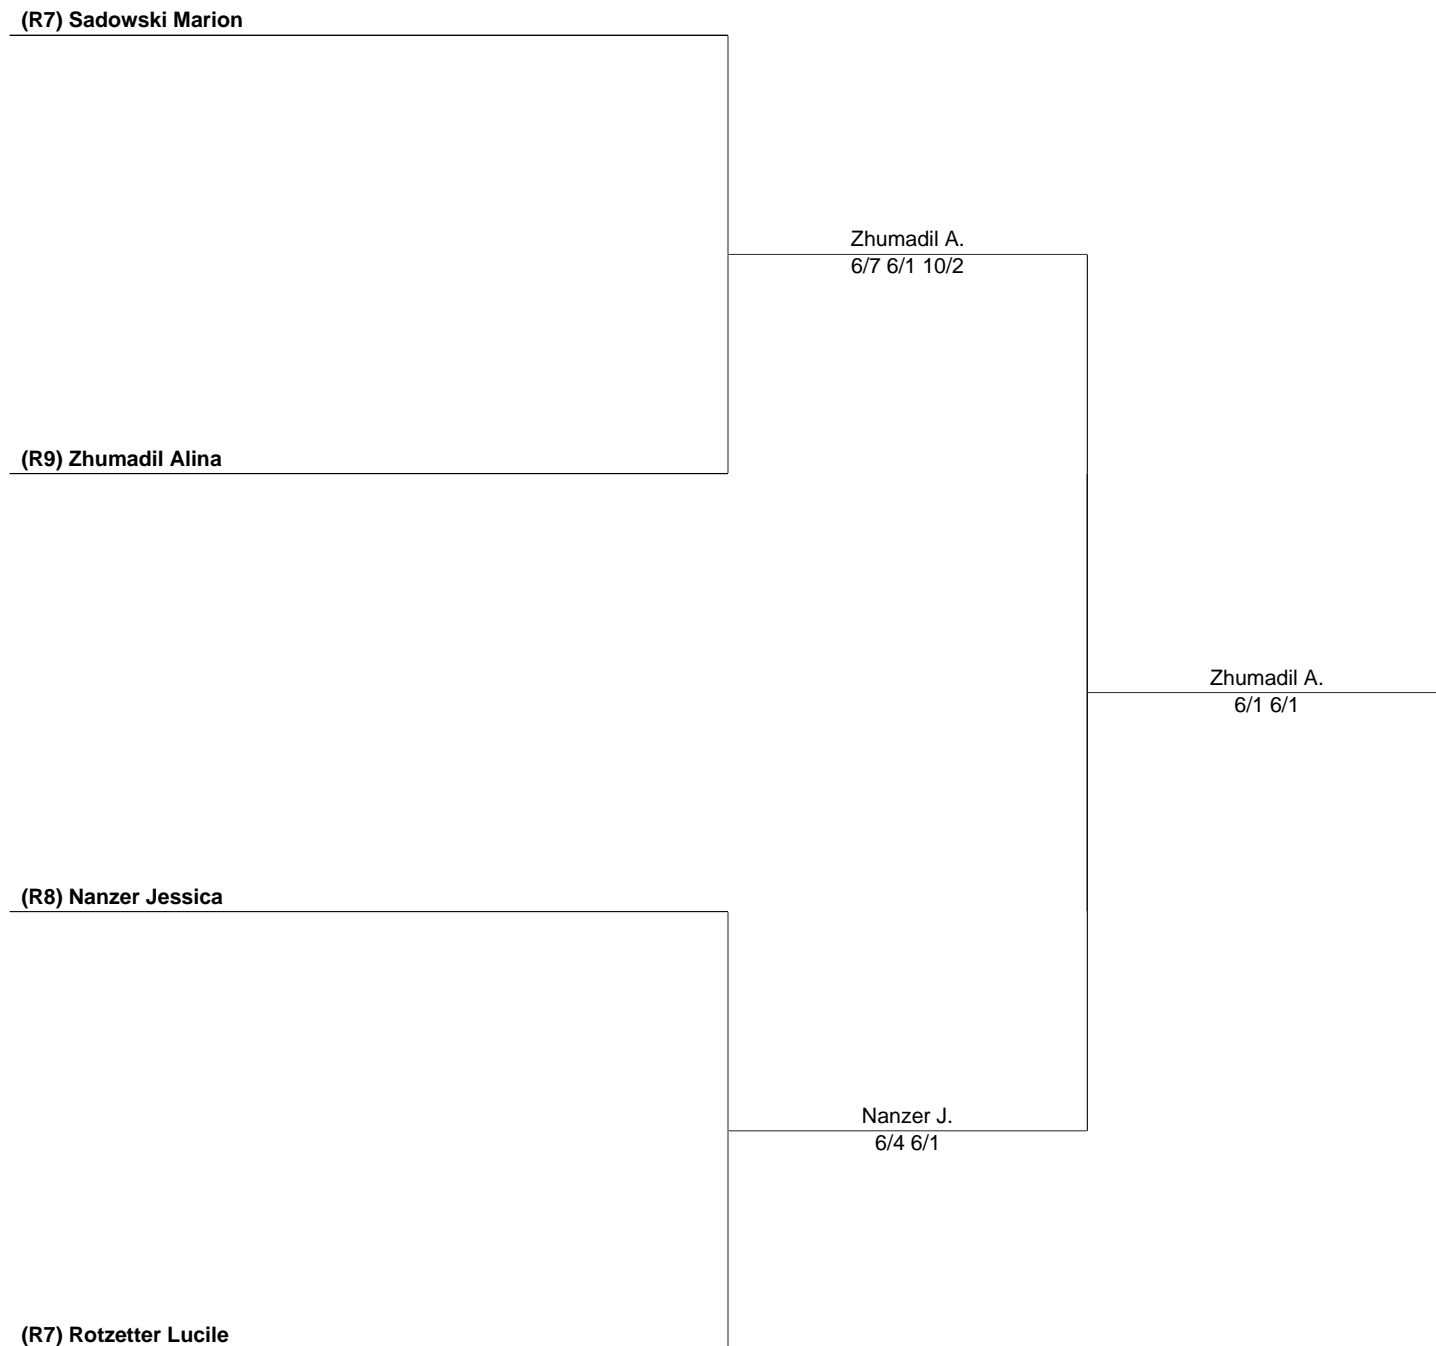 (R7) Sadowski Marion
Zhumadil A.
6/7 6/1 10/2
(R9) Zhumadil Alina
Zhumadil A.
6/1 6/1
(R8) Nanzer Jessica
Nanzer J.
6/4 6/1
(R7) Rotzetter Lucile